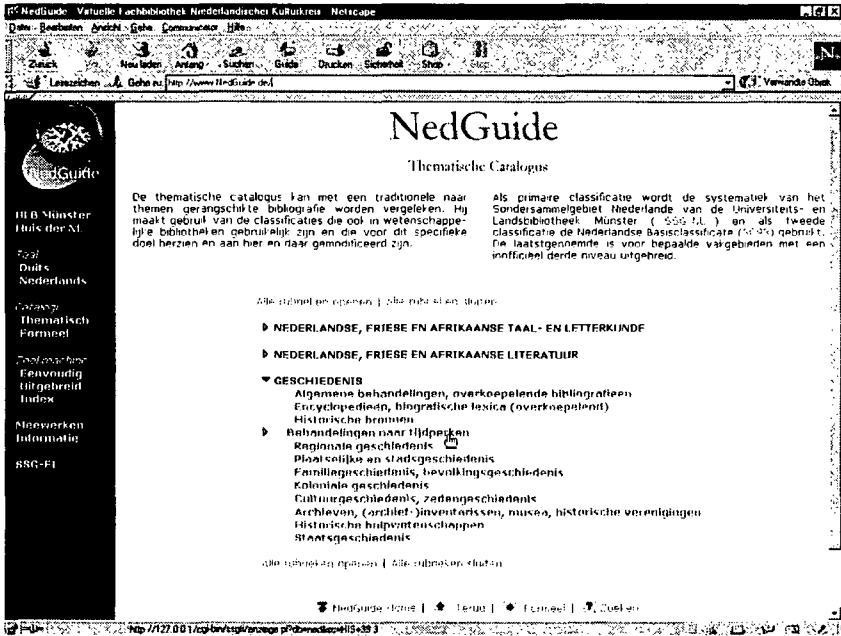 NedGuide - Virtuelle Fachbibliothek Niederländischer Kulturkreis - Netscape
Datei Bearbeiten Ansicht Gehe Communicator Hilfe
Zurück Neu laden Anfang Suchen Guide Drucken Sicherheit Shop Stop
Lesezeichen Gehe zu: http://www.NedGuide.de/ Verwandte Objek
NedGuide
ULB Münster
Huis der NL
Taal
Duits
Nederlands
Catalogi
Thematisch
Formeel
Zoekmachine
Eenvoudig
Uitgebreid
Index
Meewerken
Informatie
SSG-FI
NedGuide
Thematische Catalogus
De thematische catalogus kan met een traditionele naar
themen gerangschikte bibliografie worden vergeleken. Hij
maakt gebruik van de classificaties die ook in wetenschappe-
lijke bibliotheken gebruikelijk zijn en die voor dit specifieke
doel herzien en aan hier en daar gemodificeerd zijn.
Als primaire classificatie wordt de systematiek van het
Sondersammelgebiet Niederlande van de Universiteits- en
Landsbibliotheek Münster ( SSG-NL ) en als tweede
classificatie de Nederlandse Basisclassificatie ( ) gebruikt.
De laatstgenoemde is voor bepaalde vakgebieden met een
inofficieel derde niveau uitgebreid.
Alle rubrieken openen | Alle rubrieken sluiten
NEDERLANDSE, FRIESE EN AFRIKAANSE TAAL- EN LETTERKUNDE
NEDERLANDSE, FRIESE EN AFRIKAANSE LITERATUUR
GESCHIEDENIS
Algemene behandelingen, overkoepelende bibliografieen
Encyclopedieen, biografische lexica (overkoepelend)
Historische bronnen
Behandelingen naar tijdperken
Regionale geschiedenis
Plaatselijke en stadsgeschiedenis
Familiegeschiedenis, bevolkingsgeschiedenis
Koloniale geschiedenis
Cultuurgeschiedenis, zedengeschiedenis
Archieven, (archief-)inventarissen, musea, historische verenigingen
Historische hulpwetenschappen
Staatsgeschiedenis
Alle rubrieken openen | Alle rubrieken sluiten
NedGuide Home | Terug | Formeel | Zoeken